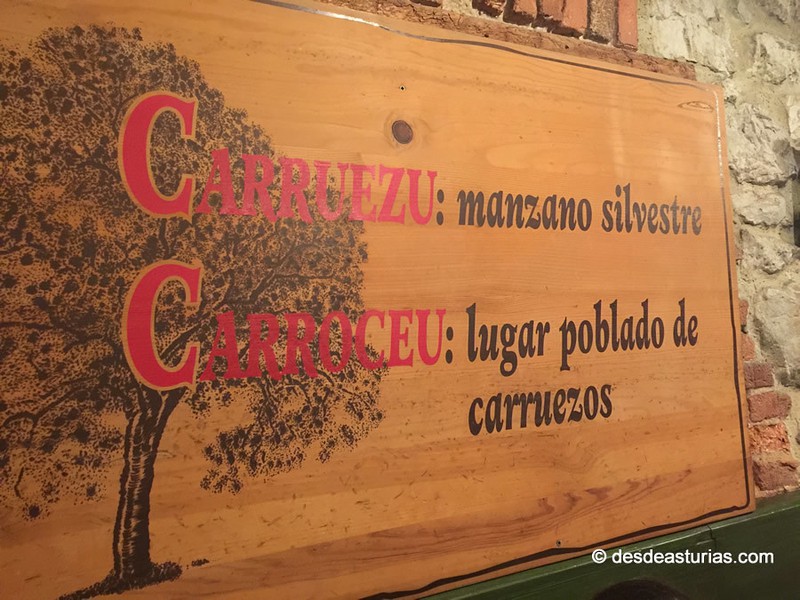 CARRUEZU: manzano silvestre
CARROCEU: lugar poblado de
carruezos
© desdeasturias.com